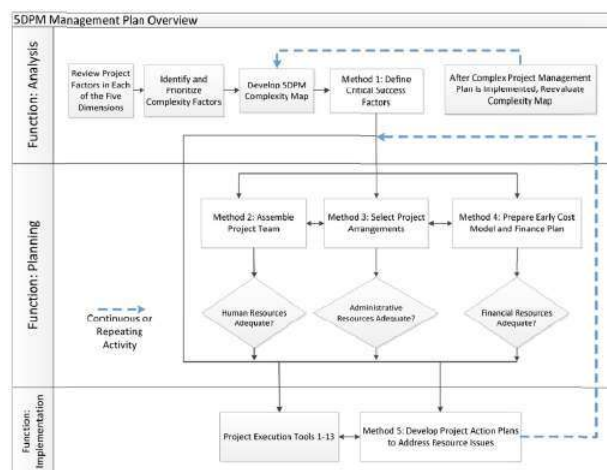 5DPM Management Plan Overview
Function: Analysis
Review Project
Factors in Each
of the Five
Dimensions
Identify and
Prioritize
Complexity Factors
Develop 5DPM
Complexity Map
Method 1: Define
Critical Success
Factors
After Complex Project Management
Plan Is Implemented, Reevaluate
Complexity Map
Function: Planning
Method 2: Assemble
Project Team
Method 3: Select Project
Arrangements
Method 4: Prepare Early Cost
Model and Finance Plan
Human Resources
Adequate?
Administrative
Resources Adequate?
Financial Resources
Adequate?
Continuous or
Repeating
Activity
Function:
Implementation
Project Execution Tools 1-13
Method 5: Develop Project Action Plans
to Address Resource Issues